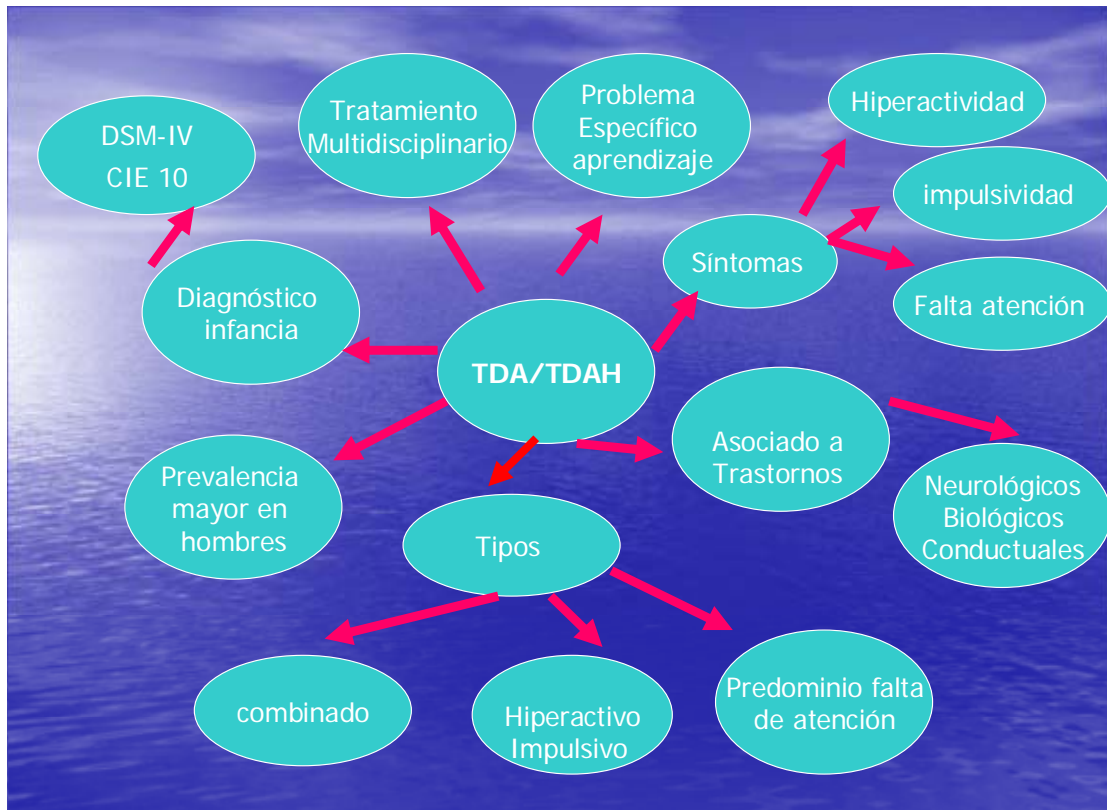 DSM-IV
CIE 10
Tratamiento
Multidisciplinario
Problema
Específico
aprendizaje
Hiperactividad
impulsividad
Síntomas
Falta atención
Diagnóstico
infancia
TDA/TDAH
Asociado a
Trastornos
Prevalencia
mayor en
hombres
Neurológicos
Biológicos
Conductuales
Tipos
combinado
Hiperactivo
Impulsivo
Predominio falta
de atención